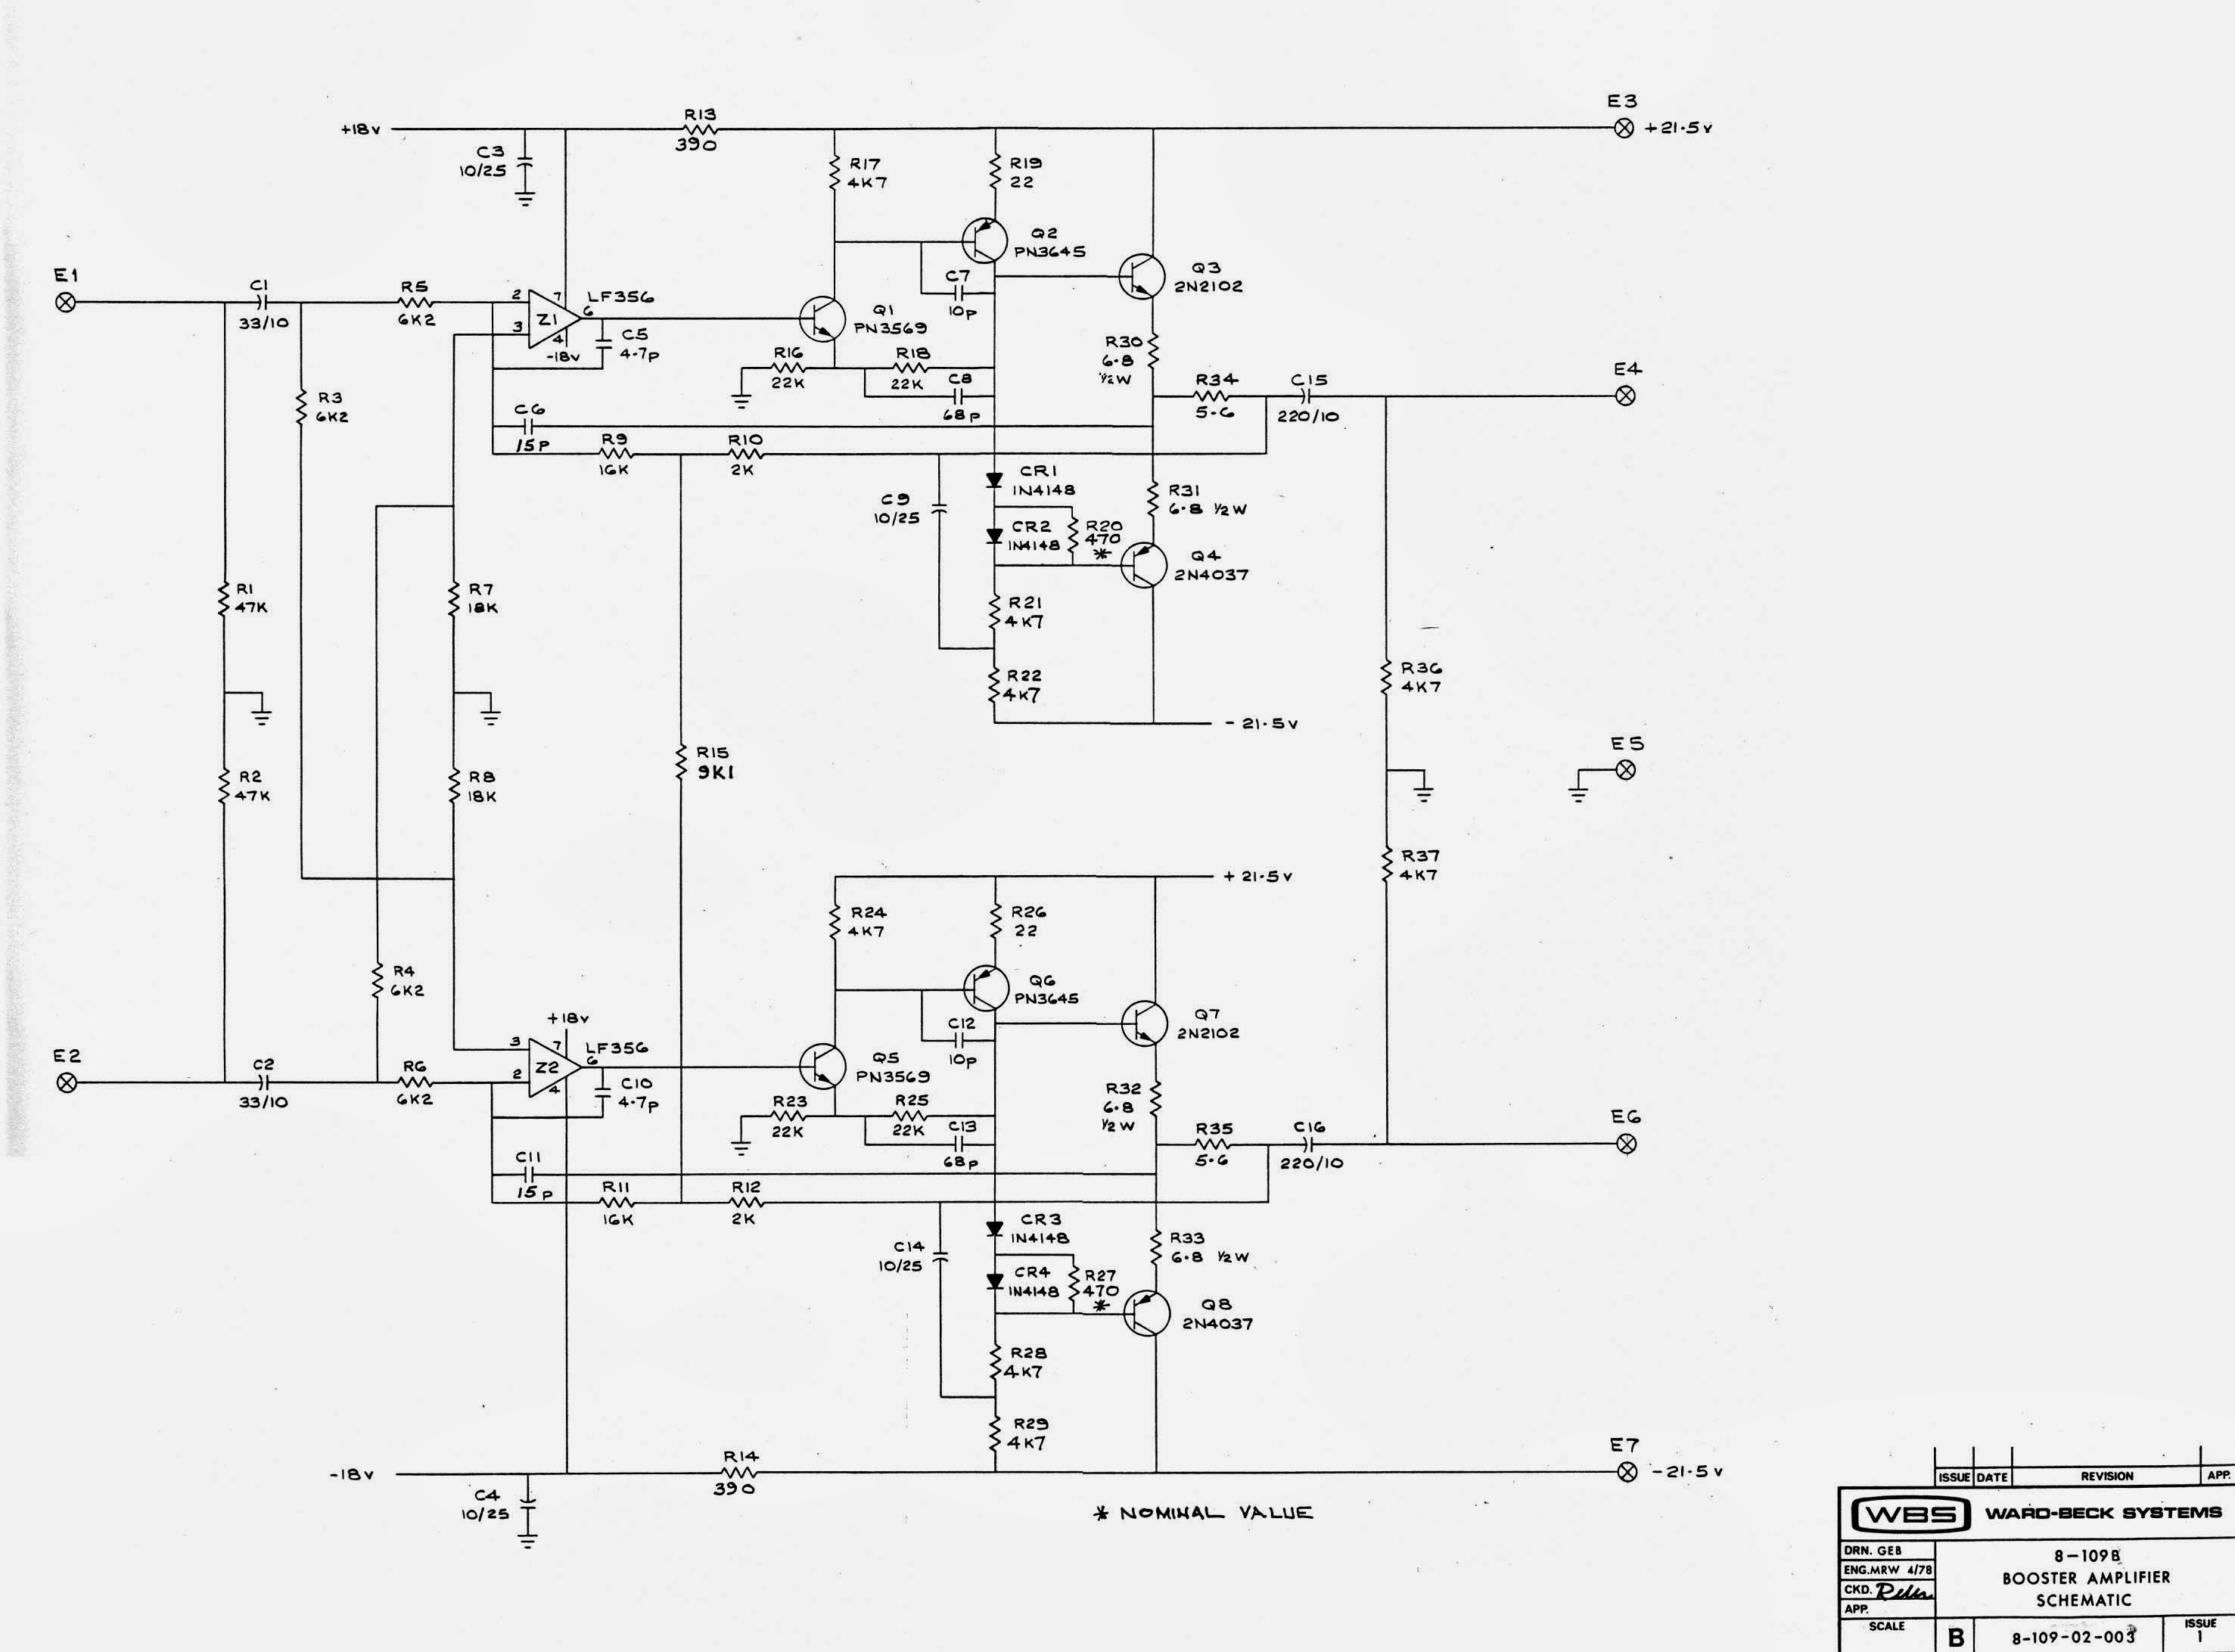 E3
R13
+18v
390
+21.5v
C3
10/25
R17
4K7
R19
22
Q2
PN3645
E1
C1
33/10
R5
6K2
2
7
LF356
6
Z1
3
4
-18v
C5
4.7p
Q1
PN3569
C7
10p
Q3
2N2102
R16
22K
R18
22K
C8
68p
R30
6.8
½W
R34
5.6
C15
220/10
E4
R3
6K2
C6
15p
R9
16K
R10
2K
C9
10/25
CR1
1N4148
CR2
1N4148
R20
470
*
R31
6.8 ½W
Q4
2N4037
R1
47K
R7
18K
R21
4K7
R22
4K7
-21.5v
R36
4K7
R2
47K
R8
18K
R15
9K1
E5
R37
4K7
+21.5v
R24
4K7
R26
22
R4
6K2
Q6
PN3645
+18v
E2
C2
33/10
R6
6K2
3
7
LF356
6
Z2
2
4
C10
4.7p
Q5
PN3569
C12
10p
Q7
2N2102
R23
22K
R25
22K
C13
68p
R32
6.8
½W
R35
5.6
C16
220/10
E6
C11
15p
R11
16K
R12
2K
C14
10/25
CR3
1N4148
CR4
1N4148
R27
470
*
R33
6.8 ½W
Q8
2N4037
R28
4K7
R29
4K7
-18v
R14
390
E7
-21.5v
C4
10/25
* NOMINAL VALUE
ISSUE DATE REVISION APP.
WBS WARD-BECK SYSTEMS
DRN. GEB
ENG.MRW 4/78
CKD.
APP.
SCALE
8-109B
BOOSTER AMPLIFIER
SCHEMATIC
B
8-109-02-003
ISSUE
1